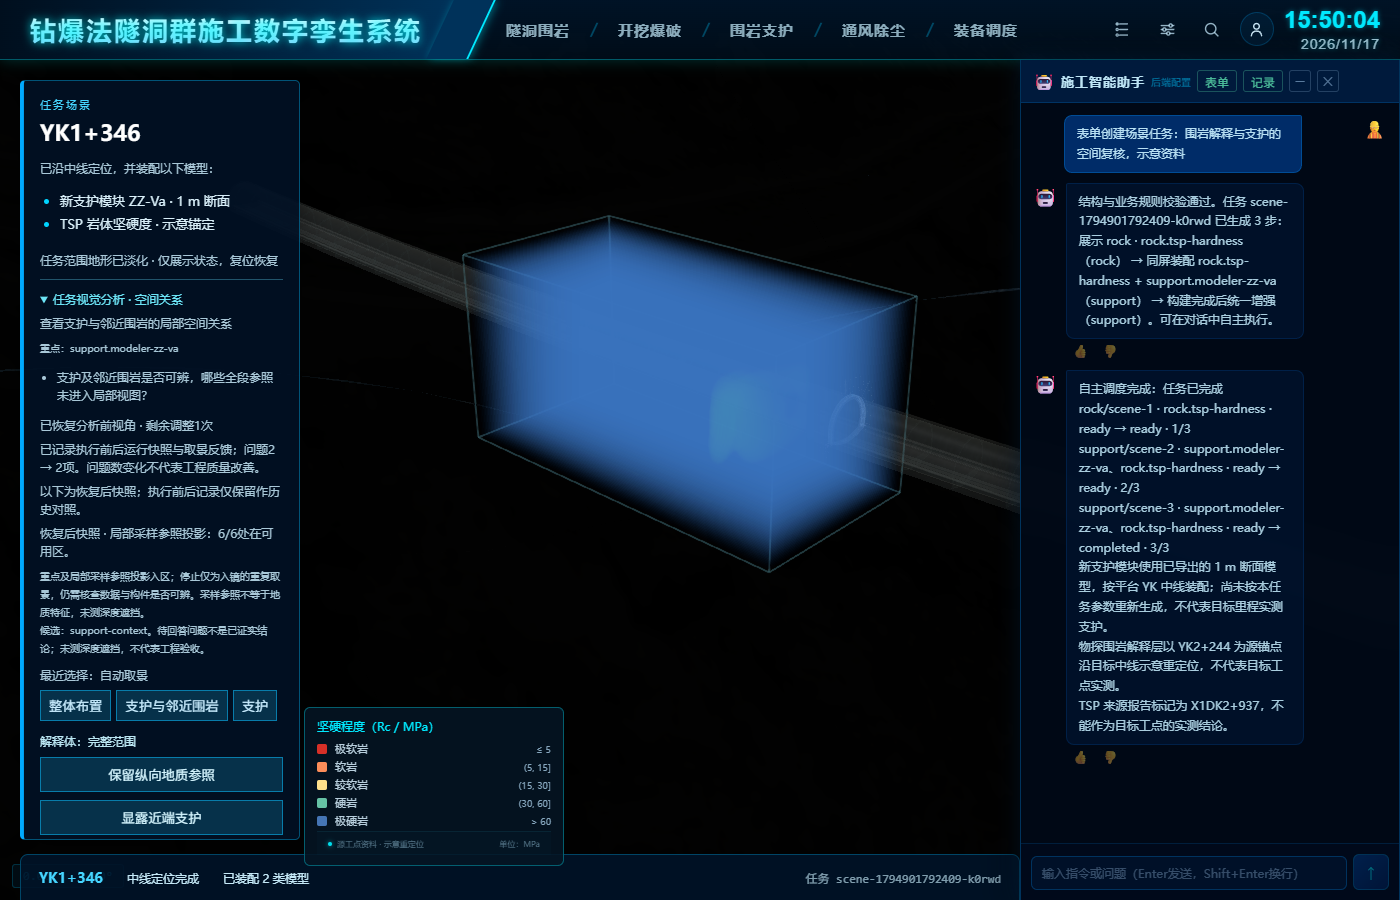 钻爆法隧洞群施工数字孪生系统
隧洞围岩 / 开挖爆破 / 围岩支护 / 通风除尘 / 装备调度
15:50:04
2026/11/17
任务场景
YK1+346
已沿中线定位，并装配以下模型：
• 新支护模块 ZZ-Va · 1 m 断面
• TSP 岩体坚硬度 · 示意锚定
任务范围地形已淡化 · 仅展示状态，复位恢复
▼ 任务视觉分析 · 空间关系
查看支护与邻近围岩的局部空间关系
重点：support.modeler-zz-va
• 支护及邻近围岩是否可辨，哪些全段参照
未进入局部视图？
已恢复分析前视角 · 剩余调整1次
已记录执行前后运行快照与取景反馈；问题2
→ 2项。问题数变化不代表工程质量改善。
以下为恢复后快照；执行前后记录仅保留作历
史对照。
恢复后快照 · 局部采样参照投影：6/6处在可
用区。
重点及局部采样参照投影入区；停止仅为入镜的重复取
景，仍需核查数据与构件是否可辨。采样参照不等于地
质特征，未测深度遮挡。
候选：support-context。待回答问题不是已证实结
论；未测深度遮挡，不代表工程验收。
最近选择：自动取景
整体布置 支护与邻近围岩 支护
解释体：完整范围
保留纵向地质参照
显露近端支护
坚硬程度（Rc / MPa）
极软岩 ≤ 5
软岩 (5, 15]
较软岩 (15, 30]
硬岩 (30, 60]
极硬岩 > 60
源工点资料 · 示意重定位 单位：MPa
YK1+346 中线定位完成 已装配 2 类模型 任务 scene-1794901792409-k0rwd
施工智能助手 后端配置 表单 记录
表单创建场景任务：围岩解释与支护的
空间复核，示意资料
结构与业务规则校验通过。任务 scene-
1794901792409-k0rwd 已生成 3 步：
展示 rock · rock.tsp-hardness
（rock） → 同屏装配 rock.tsp-
hardness + support.modeler-zz-va
（support） → 构建完成后统一增强
（support）。可在对话中自主执行。
自主调度完成：任务已完成
rock/scene-1 · rock.tsp-hardness ·
ready → ready · 1/3
support/scene-2 · support.modeler-
zz-va、rock.tsp-hardness · ready →
ready · 2/3
support/scene-3 · support.modeler-
zz-va、rock.tsp-hardness · ready →
completed · 3/3
新支护模块使用已导出的 1 m 断面模
型，按平台 YK 中线装配；尚未按本任
务参数重新生成，不代表目标里程实测
支护。
物探围岩解释层以 YK2+244 为源锚点
沿目标中线示意重定位，不代表目标工
点实测。
TSP 来源报告标记为 X1DK2+937，不
能作为目标工点的实测结论。
输入指令或问题（Enter发送，Shift+Enter换行）